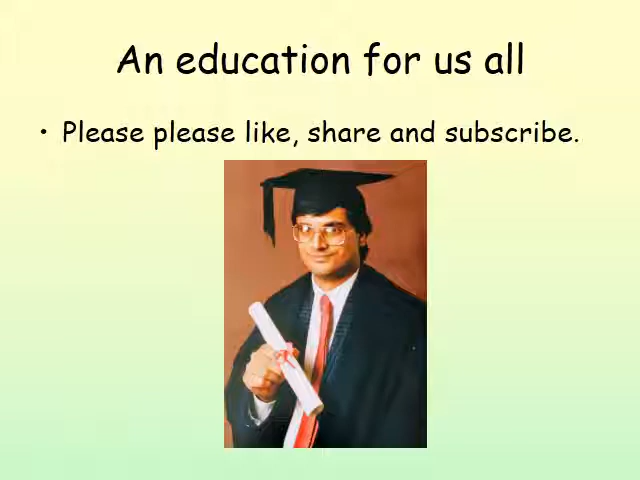 An education for us all
• Please please like, share and subscribe.